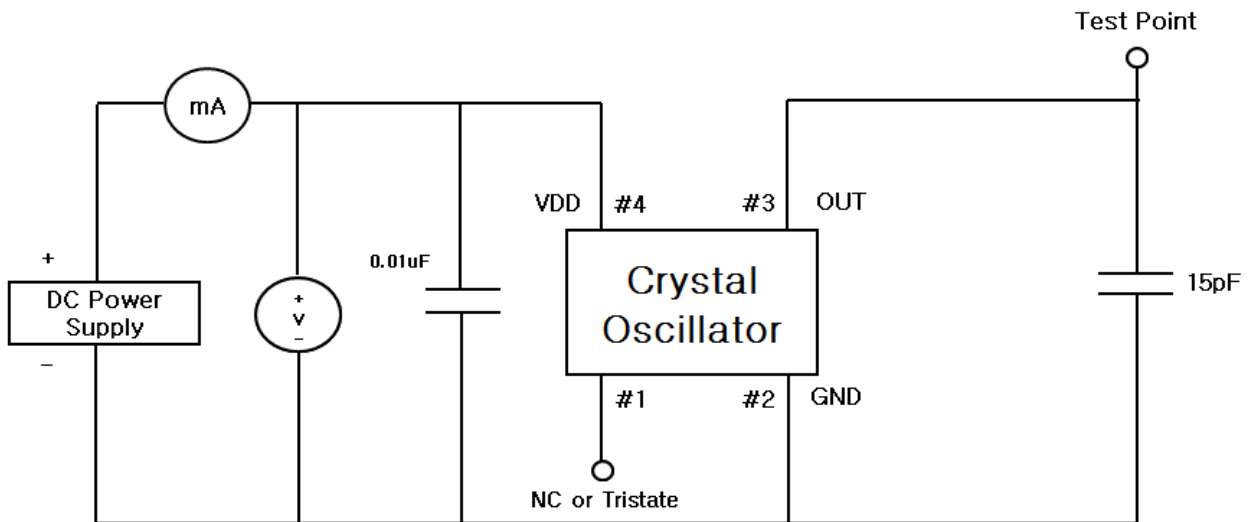 Test Point
mA
VDD #4 #3 OUT
+
0.01uF
DC Power
Supply
+
V
-
Crystal
Oscillator
15pF
-
#1 #2 GND
NC or Tristate